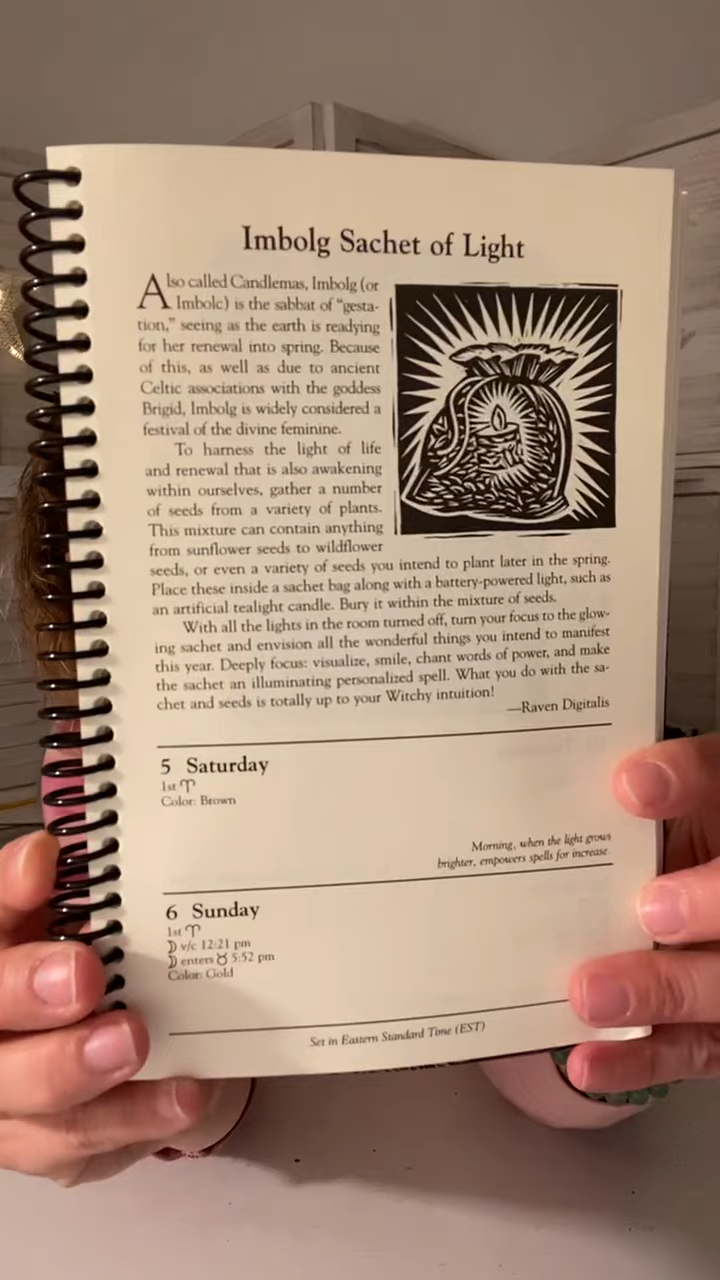 Imbolg Sachet of Light
Also called Candlemas, Imbolg (or
Imbolc) is the sabbat of “gesta-
tion,” seeing as the earth is readying
for her renewal into spring. Because
of this, as well as due to ancient
Celtic associations with the goddess
Brigid, Imbolg is widely considered a
festival of the divine feminine.
To harness the light of life
and renewal that is also awakening
within ourselves, gather a number
of seeds from a variety of plants.
This mixture can contain anything
from sunflower seeds to wildflower
seeds, or even a variety of seeds you intend to plant later in the spring.
Place these inside a sachet bag along with a battery-powered light, such as
an artificial tealight candle. Bury it within the mixture of seeds.
With all the lights in the room turned off, turn your focus to the glow-
ing sachet and envision all the wonderful things you intend to manifest
this year. Deeply focus: visualize, smile, chant words of power, and make
the sachet an illuminating personalized spell. What you do with the sa-
chet and seeds is totally up to your Witchy intuition!
—Raven Digitalis
5 Saturday
1st ♈
Color: Brown
Morning, when the light grows
brighter, empowers spells for increase.
6 Sunday
1st ♈
☽ v/c 12:21 pm
☽ enters ♉ 5:52 pm
Color: Gold
Set in Eastern Standard Time (EST)